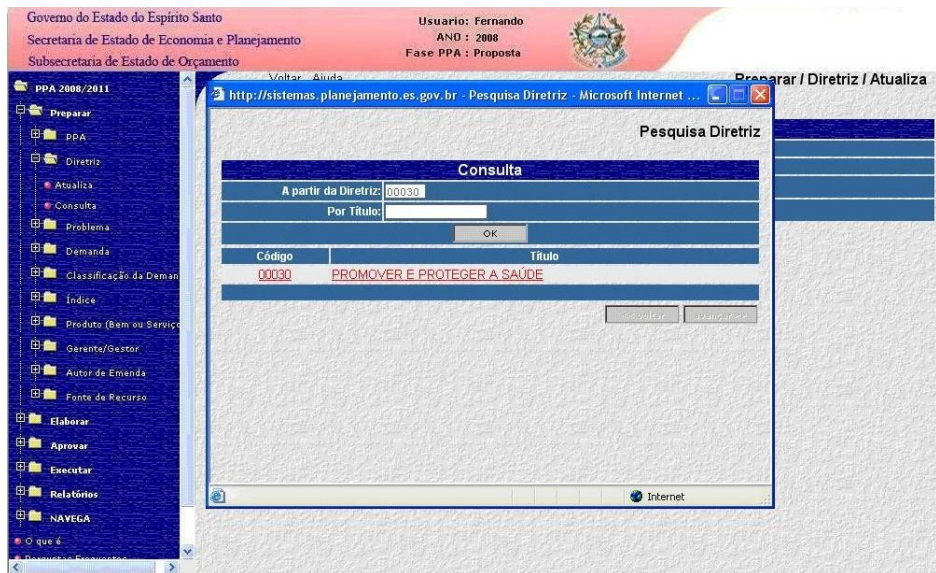 Governo do Estado do Espírito Santo
Secretaria de Estado de Economia e Planejamento
Subsecretaria de Estado de Orçamento
Usuario: Fernando
ANO : 2008
Fase PPA : Proposta
Voltar Ajuda
Preparar / Diretriz / Atualiza
PPA 2008/2011
Preparar
PPA
Diretriz
Atualiza
Consulta
Problema
Demanda
Classificação da Deman
Índice
Produto (Bem ou Serviço
Gerente/Gestor
Autor de Emenda
Fonte de Recurso
Elaborar
Aprovar
Executar
Relatórios
NAVEGA
O que é
Perguntas Frequentes
http://sistemas.planejamento.es.gov.br - Pesquisa Diretriz - Microsoft Internet ...
Pesquisa Diretriz
Consulta
A partir da Diretriz: 00030
Por Título:
OK
Código Título
00030 PROMOVER E PROTEGER A SAÚDE
<< voltar avançar >>
Internet